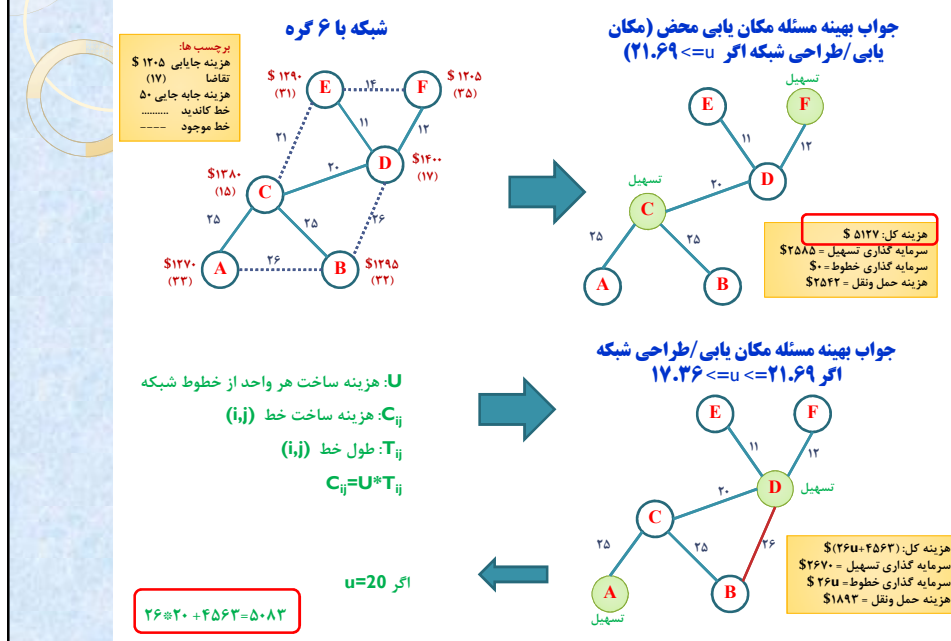 شبکه با ۶ گره
برچسب ها:
هزینه جایابی ۱۲۰۵ $
تقاضا (۱۷)
هزینه جابه جایی ۵۰
خط کاندید ..........
خط موجود ----
$ ۱۲۹۰
(۳۱)
E
۱۴
F
$ ۱۲۰۵
(۳۵)
۲۱
۱۱
۱۲
$۱۳۸۰
(۱۵)
C
۲۰
D
$۱۴۰۰
(۱۷)
۲۵
۲۵
۲۶
$۱۲۷۰
(۳۳)
A
۲۶
B
$۱۲۹۵
(۳۲)
جواب بهینه مسئله مکان یابی محض (مکان
یابی/طراحی شبکه اگر u=>۲۱.۶۹)
تسهیل
E
F
۱۱
۱۲
تسهیل
C
۲۰
D
۲۵
۲۵
A
B
هزینه کل: ۵۱۲۷ $
سرمایه گذاری تسهیل = ۲۵۸۵$
سرمایه گذاری خطوط=۰$
هزینه حمل ونقل = ۲۵۴۲$
جواب بهینه مسئله مکان یابی/طراحی شبکه
اگر ۲۱.۶۹=>u=>۱۷.۳۶
E
F
۱۱
۱۲
C
۲۰
D
تسهیل
۲۵
۲۵
۲۶
A
B
تسهیل
هزینه کل: (۲۶u+۴۵۶۳)$
سرمایه گذاری تسهیل = ۲۶۷۰$
سرمایه گذاری خطوط= ۲۶u $
هزینه حمل ونقل = ۱۸۹۳$
U: هزینه ساخت هر واحد از خطوط شبکه
Cij: هزینه ساخت خط (i,j)
Tij: طول خط (i,j)
Cij=U*Tij
اگر u=20
۲۶*۲۰+۴۵۶۳=۵۰۸۳